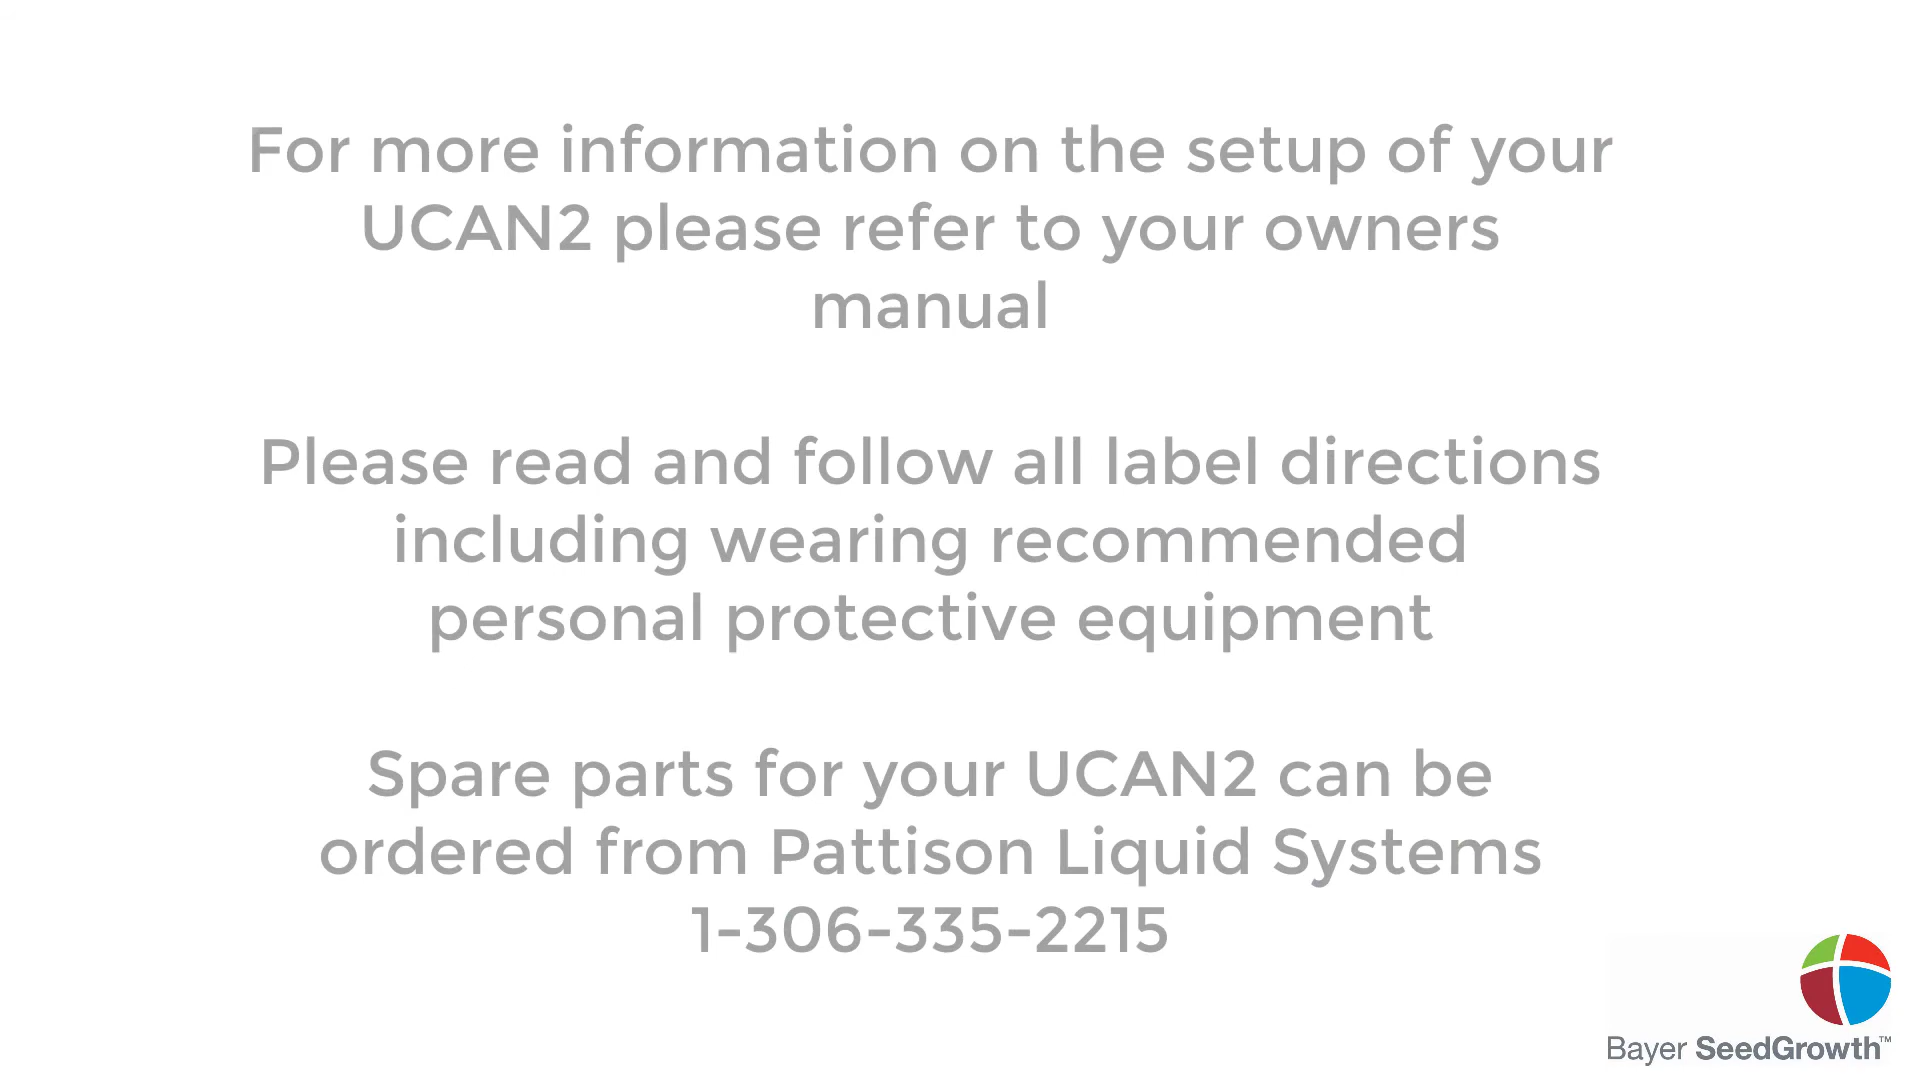 For more information on the setup of your
UCAN2 please refer to your owners
manual
Please read and follow all label directions
including wearing recommended
personal protective equipment
Spare parts for your UCAN2 can be
ordered from Pattison Liquid Systems
1-306-335-2215
Bayer SeedGrowth™